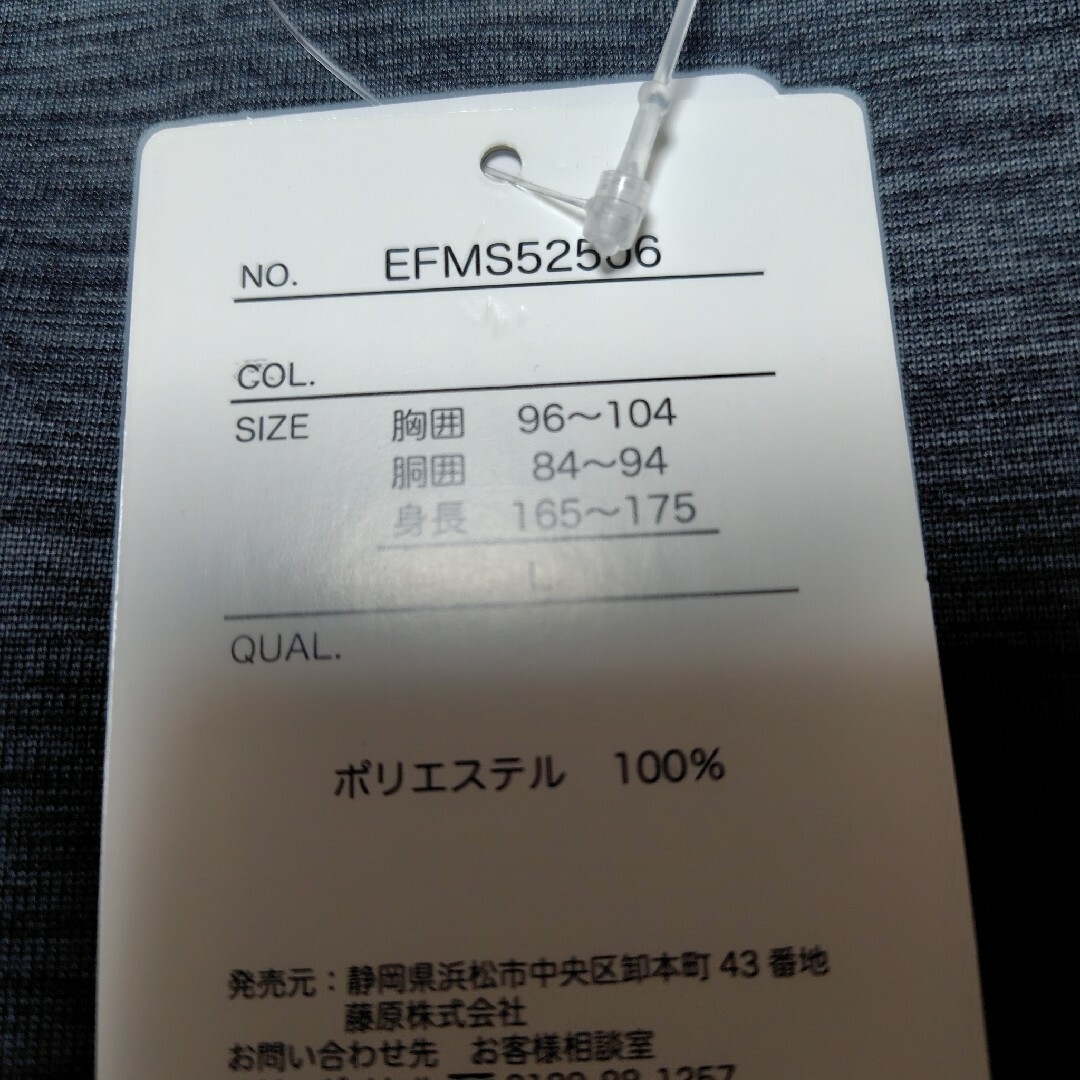 NO.
COL.
SIZE 胸囲 96～104
胴囲 84～94
身長 165～175
L
QUAL.
ポリエステル 100%
発売元：静岡県浜松市中央区卸本町43番地
藤原株式会社
お問い合わせ先 お客様相談室